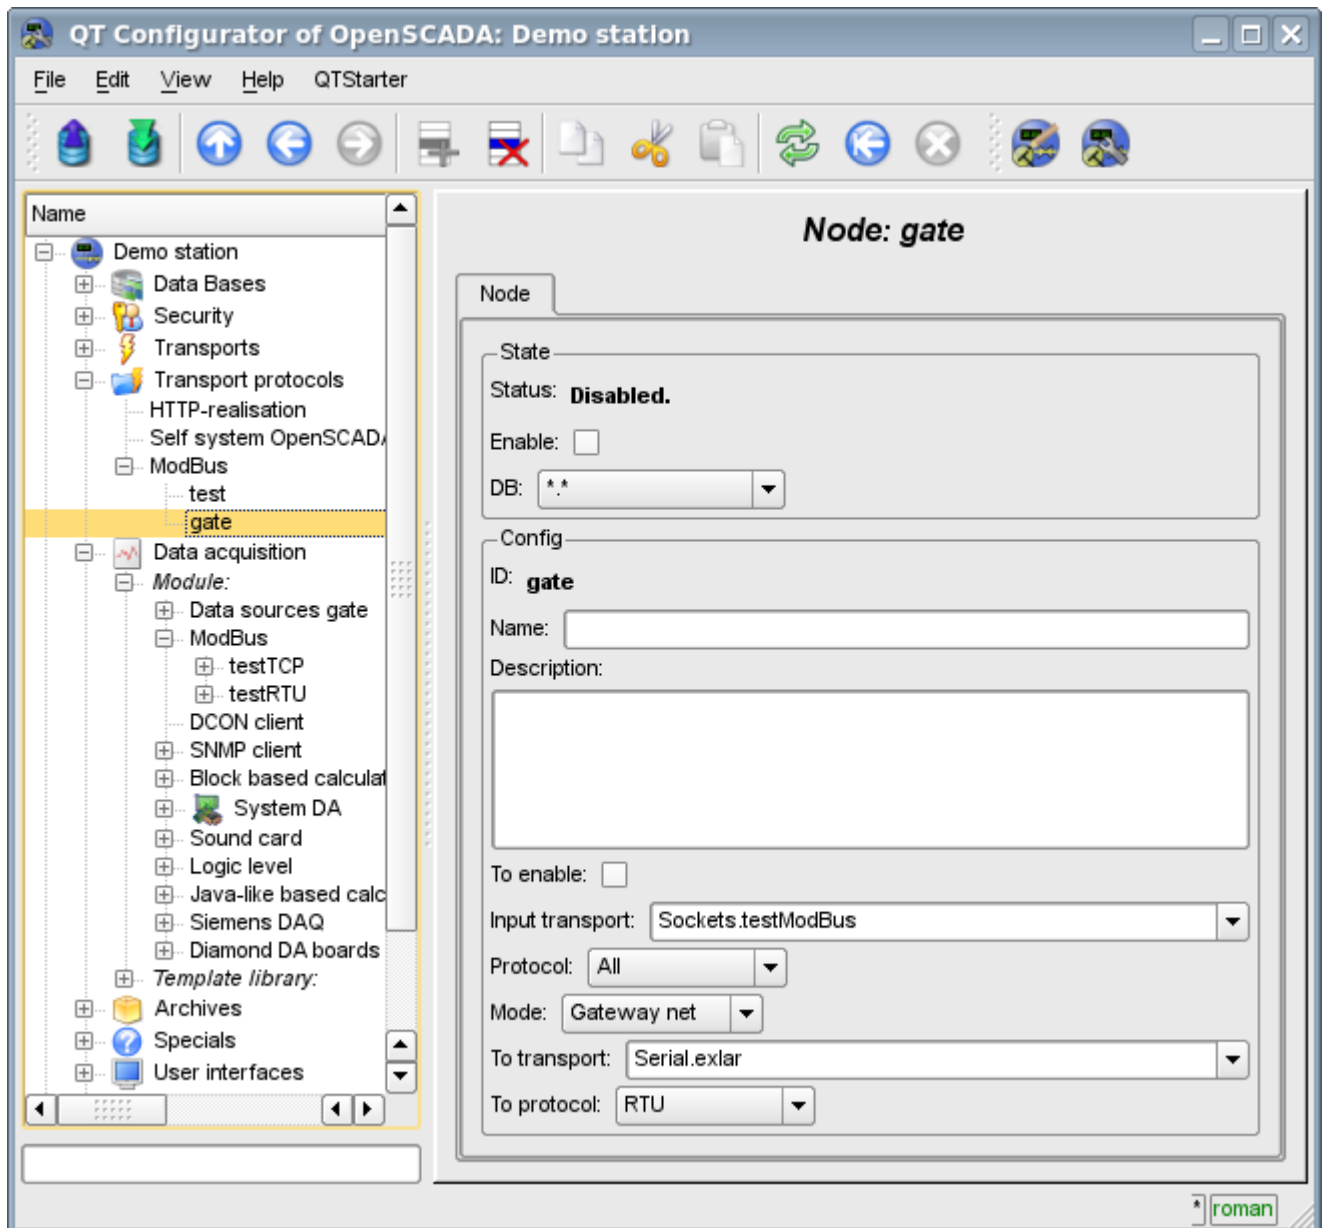 QT Configurator of OpenSCADA: Demo station
File Edit View Help QTStarter
Name
Demo station
Data Bases
Security
Transports
Transport protocols
HTTP-realisation
Self system OpenSCADA
ModBus
test
gate
Data acquisition
Module:
Data sources gate
ModBus
testTCP
testRTU
DCON client
SNMP client
Block based calculat
System DA
Sound card
Logic level
Java-like based calc
Siemens DAQ
Diamond DA boards
Template library:
Archives
Specials
User interfaces
Node: gate
Node
State
Status: Disabled.
Enable:
DB: *.*
Config
ID: gate
Name:
Description:
To enable:
Input transport: Sockets.testModBus
Protocol: All
Mode: Gateway net
To transport: Serial.exlar
To protocol: RTU
* roman